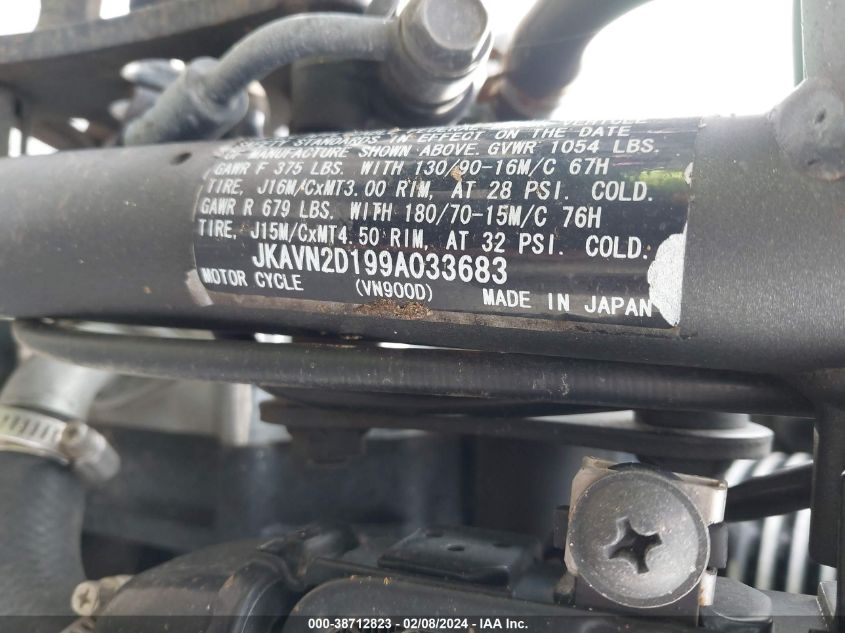 VEHICLE
SAFETY STANDARDS IN EFFECT ON THE DATE
OF MANUFACTURE SHOWN ABOVE. GVWR 1054 LBS.
GAWR F 375 LBS. WITH 130/90-16M/C 67H
TIRE, J16M/CxMT3.00 RIM, AT 28 PSI. COLD.
GAWR R 679 LBS. WITH 180/70-15M/C 76H
TIRE, J15M/CxMT4.50 RIM, AT 32 PSI. COLD.
JKAVN2D199A033683
MOTOR CYCLE (VN900D) MADE IN JAPAN
000-38712823 - 02/08/2024 - IAA Inc.